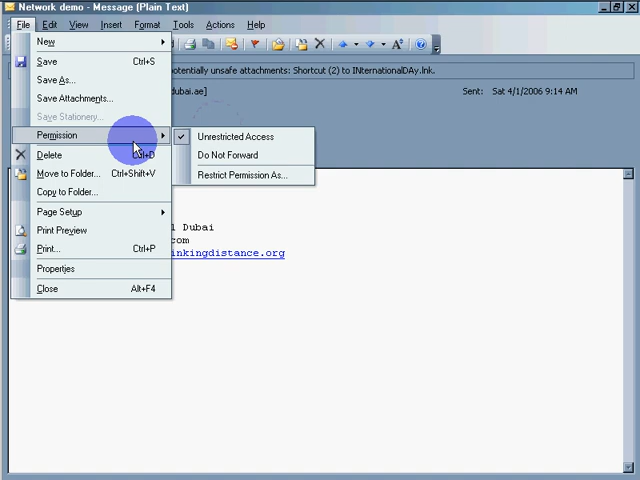 Network demo - Message (Plain Text)
File Edit View Insert Format Tools Actions Help
New
Save Ctrl+S
Save As...
Save Attachments...
Save Stationery...
Permission
Delete Ctrl+D
Move to Folder... Ctrl+Shift+V
Copy to Folder...
Page Setup
Print Preview
Print... Ctrl+P
Properties
Close Alt+F4
Unrestricted Access
Do Not Forward
Restrict Permission As...
potentially unsafe attachments: Shortcut (2) to INternationalDAy.lnk.
dubai.ae] Sent: Sat 4/1/2006 9:14 AM
l Dubai
com
inkingdistance.org